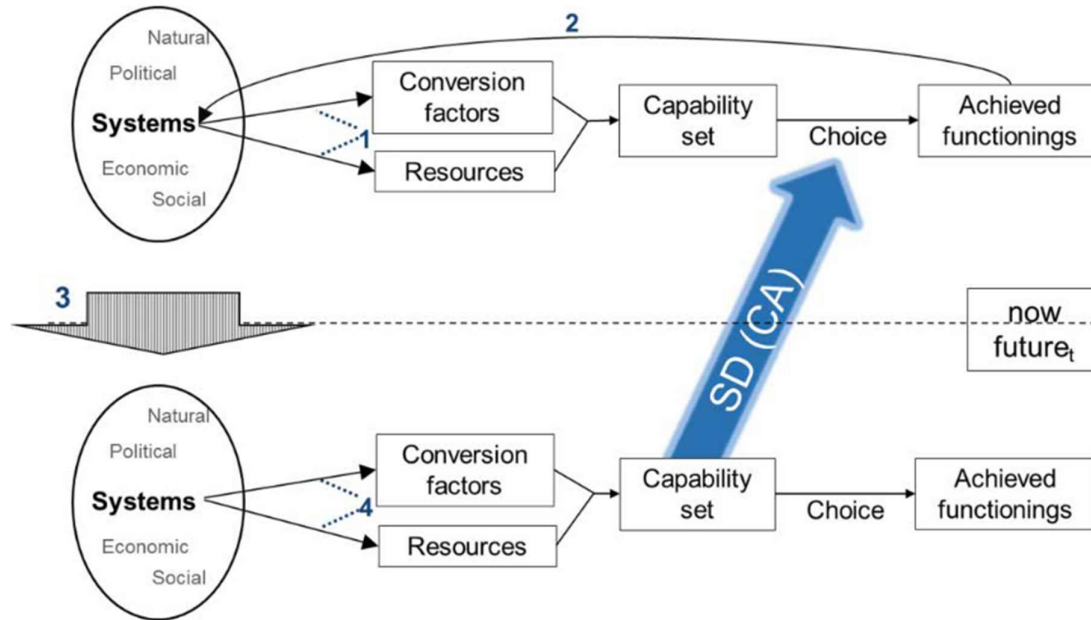 2
Natural
Political
Systems
Economic
Social
1
Conversion
factors
Resources
Capability
set
Choice
Achieved
functionings
3
SD (CA)
now
futureₜ
Natural
Political
Systems
Economic
Social
4
Conversion
factors
Resources
Capability
set
Choice
Achieved
functionings